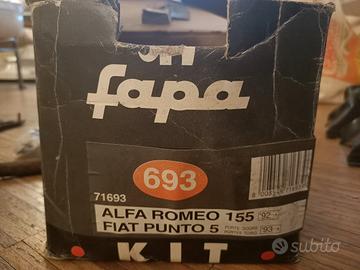 fapa
693
71693
ALFA ROMEO 155 92→
FIAT PUNTO 5 93→
KIT
subito